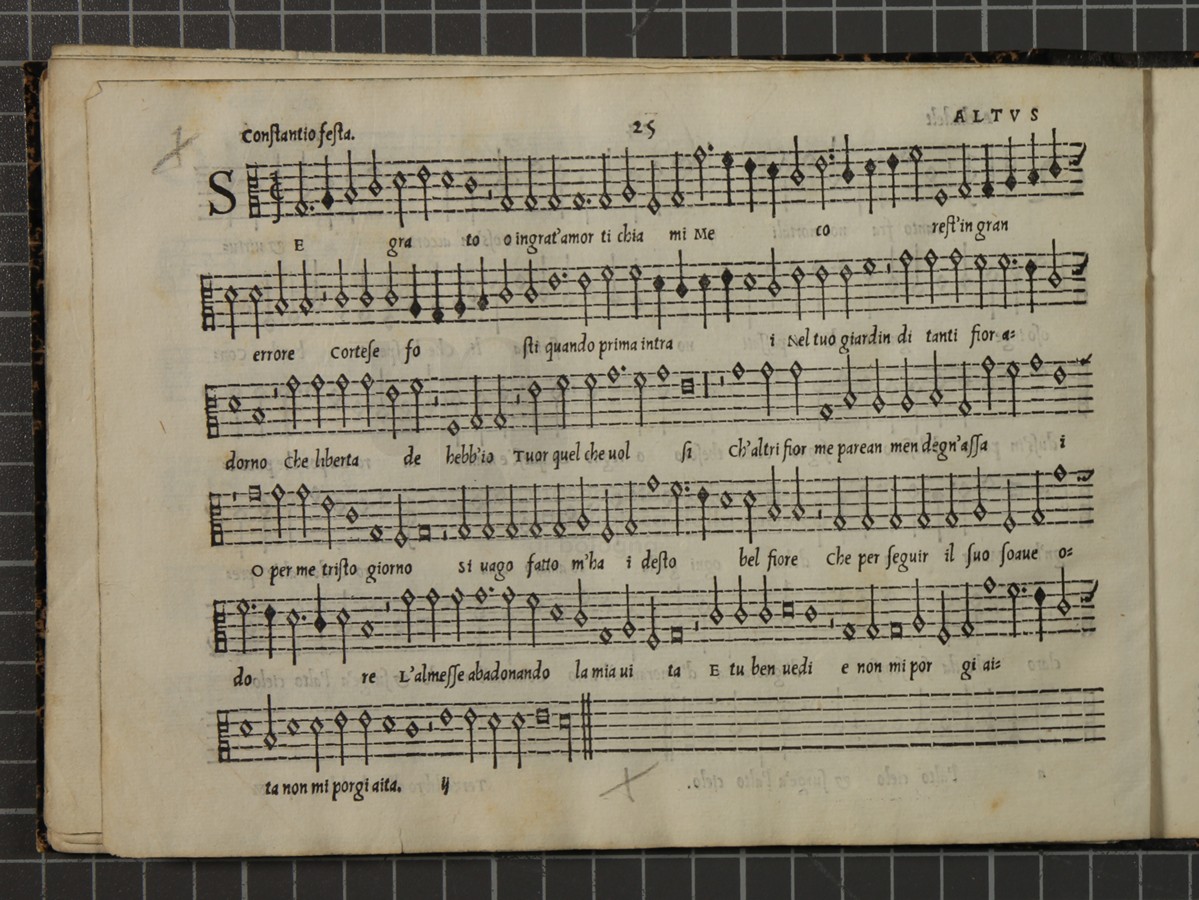 Constantio festa. 25 ALTVS
SE gra to o ingrat'amor ti chia mi Me co rest'in gran
errore Cortese fo sti quando prima intra i Nel tuo giardin di tanti fior a=
dorno Che liberta de hebb'io Tuor quel che uol si Ch'altri fior me parean men degn'assa i
O per me tristo giorno Si uago fatto m'ha i desto bel fiore Che per seguir il suo soaue o=
do re L'almesse abadonando la mia ui ta E tu ben uedi e non mi por gi ai=
ta non mi porgi aita. ij